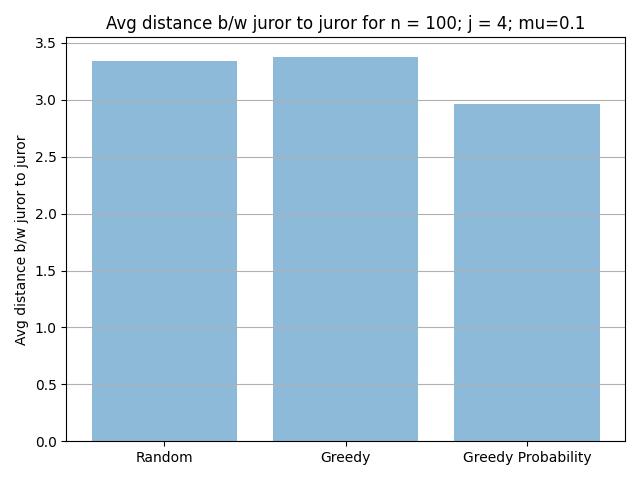 Avg distance b/w juror to juror for n = 100; j = 4; mu=0.1
Avg distance b/w juror to juror
3.5
3.0
2.5
2.0
1.5
1.0
0.5
0.0
Random
Greedy
Greedy Probability